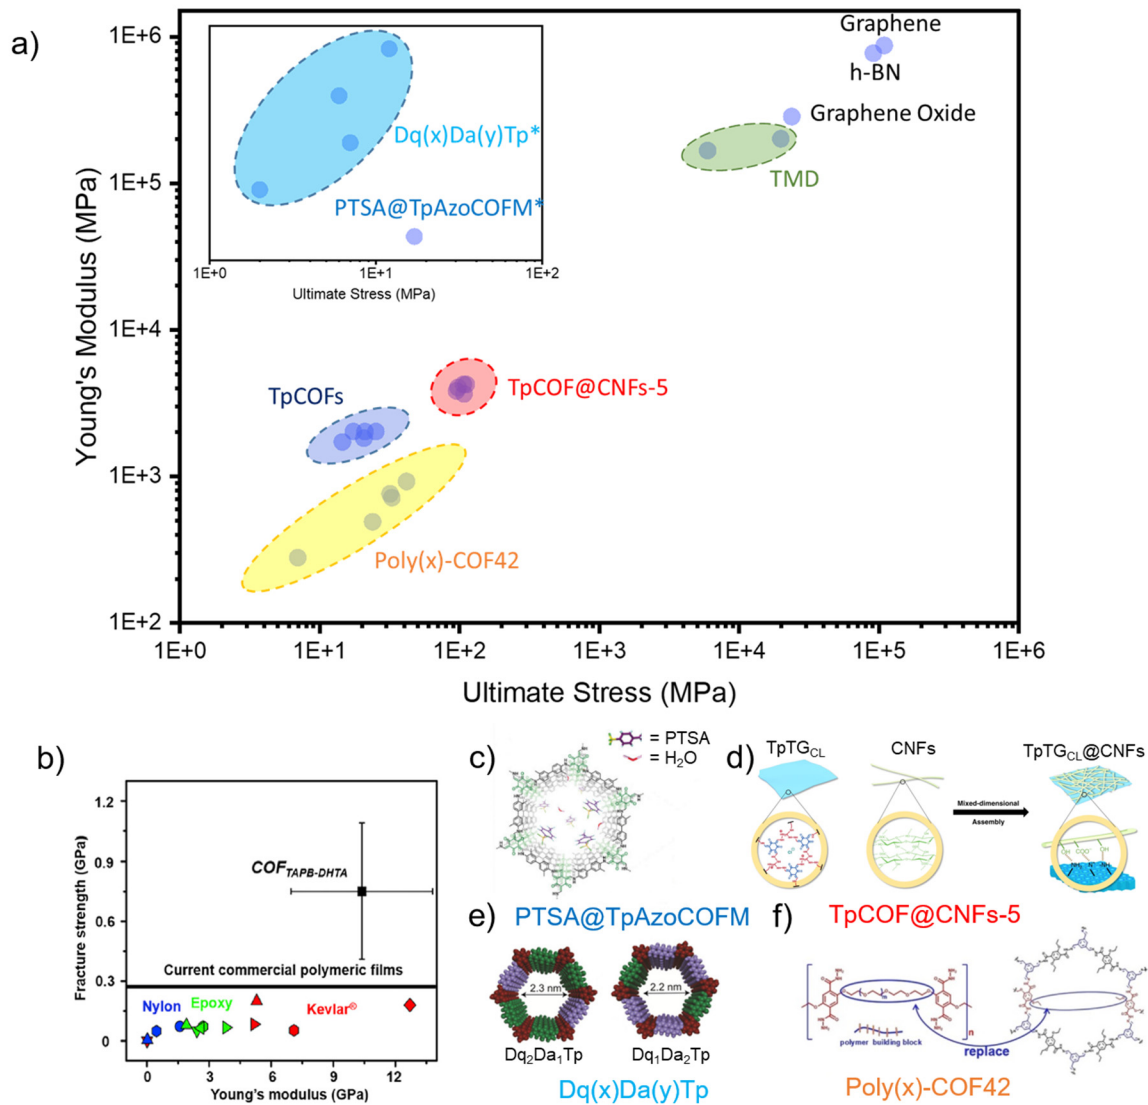 a)
Young's Modulus (MPa)
1E+6
1E+5
1E+4
1E+3
1E+2
1E+0
1E+1
1E+2
1E+3
1E+4
1E+5
1E+6
Ultimate Stress (MPa)
Graphene
h-BN
Graphene Oxide
TMD
TpCOF@CNFs-5
TpCOFs
Poly(x)-COF42
Dq(x)Da(y)Tp*
PTSA@TpAzoCOFM*
1E+0
1E+1
1E+2
Ultimate Stress (MPa)
b)
Fracture strength (GPa)
1.2
0.9
0.6
0.3
0
COF TAPB-DHTA
Current commercial polymeric films
Nylon
Epoxy
Kevlar®
0
3
6
9
12
Young's modulus (GPa)
c)
= PTSA
= H2O
PTSA@TpAzoCOFM
d)
TpTGCL
CNFs
TpTGCL@CNFs
Mixed-dimensional
Assembly
TpCOF@CNFs-5
e)
2.3 nm
2.2 nm
Dq2Da1Tp
Dq1Da2Tp
Dq(x)Da(y)Tp
f)
n
polymer building block
replace
Poly(x)-COF42